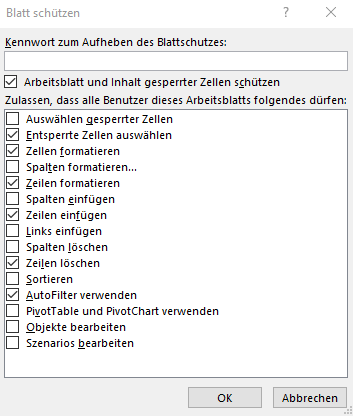 Blatt schützen
Kennwort zum Aufheben des Blattschutzes:
Arbeitsblatt und Inhalt gesperrter Zellen schützen
Zulassen, dass alle Benutzer dieses Arbeitsblatts folgendes dürfen:
Auswählen gesperrter Zellen
Entsperrte Zellen auswählen
Zellen formatieren
Spalten formatieren...
Zeilen formatieren
Spalten einfügen
Zeilen einfügen
Links einfügen
Spalten löschen
Zeilen löschen
Sortieren
AutoFilter verwenden
PivotTable und PivotChart verwenden
Objekte bearbeiten
Szenarios bearbeiten
OK Abbrechen